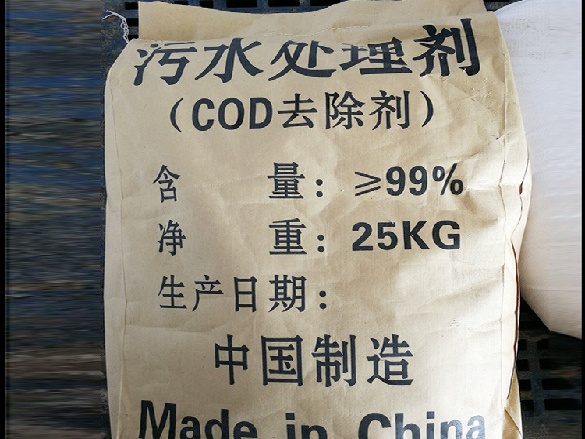 污水处理剂
（COD去除剂）
含 量：≥99%
净 重：25KG
生产日期：
中国制造
Made in China